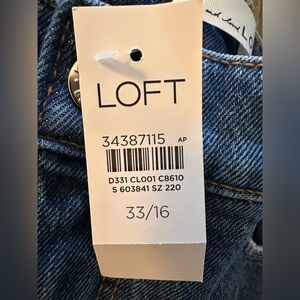 LOFT
34387115 AP
D331 CL001 C8610
S 603841 SZ 220
33/16